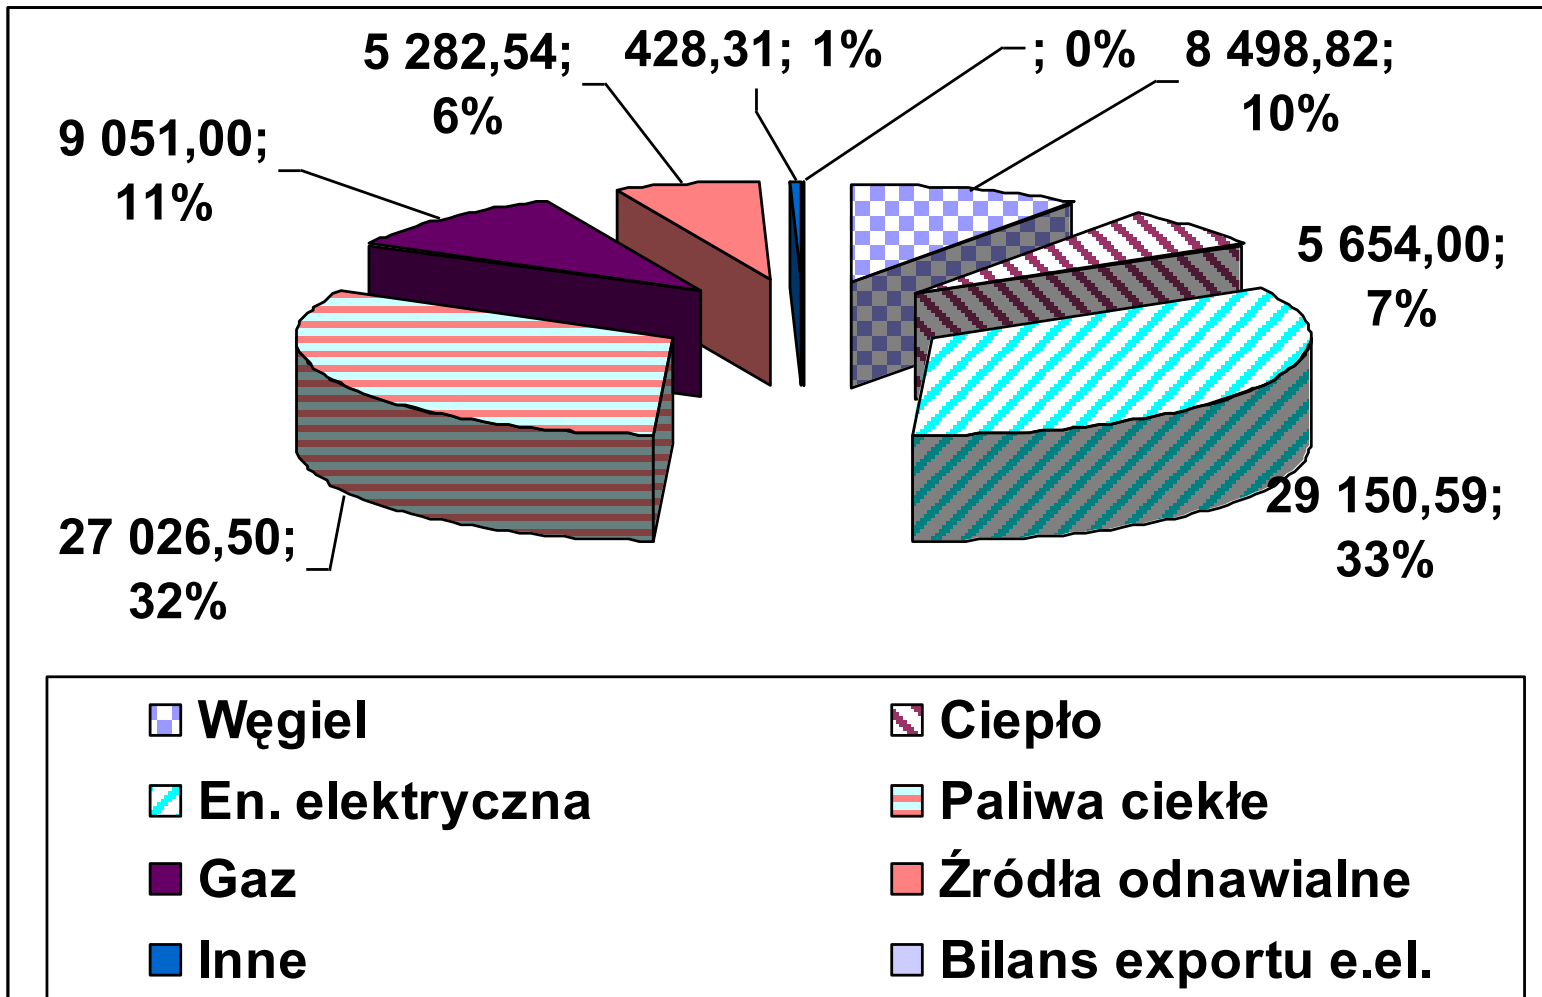 5 282,54;
6%
428,31; 1%
; 0%
8 498,82;
10%
9 051,00;
11%
5 654,00;
7%
27 026,50;
32%
29 150,59;
33%
Węgiel
Ciepło
En. elektryczna
Paliwa ciekłe
Gaz
Źródła odnawialne
Inne
Bilans exportu e.el.